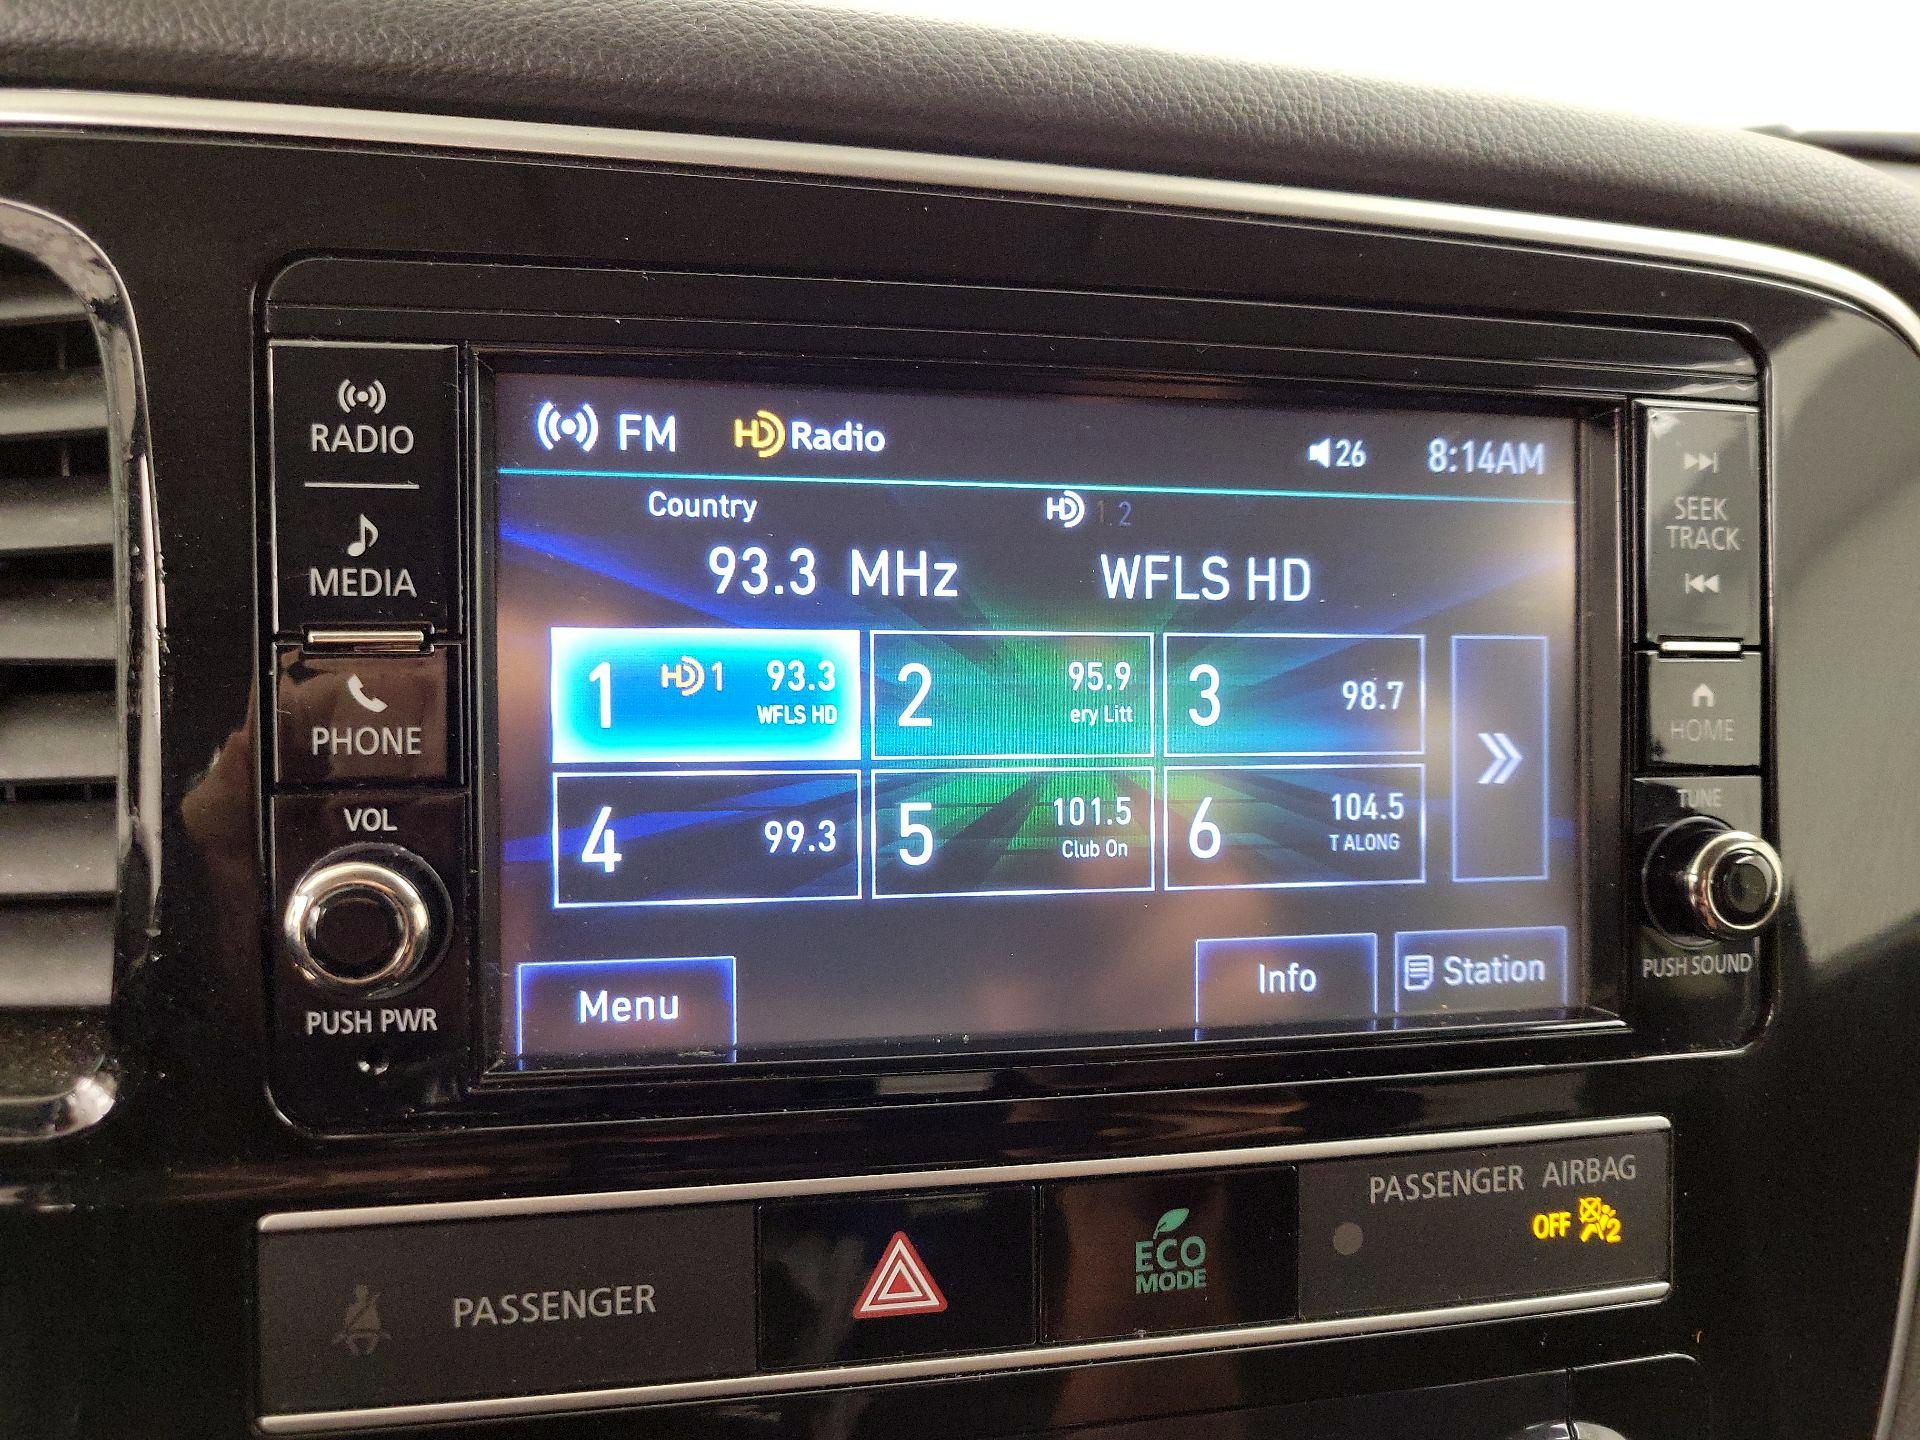 RADIO
MEDIA
PHONE
VOL
PUSH PWR
FM HD Radio 26 8:14AM
Country HD 1 2
93.3 MHz WFLS HD
1 HD 1 93.3
WFLS HD
2 95.9
ery Litt
3 98.7
4 99.3
5 101.5
Club On
6 104.5
T ALONG
Menu
Info
Station
SEEK
TRACK
HOME
TUNE
PUSH SOUND
PASSENGER
ECO
MODE
PASSENGER AIRBAG
OFF 2